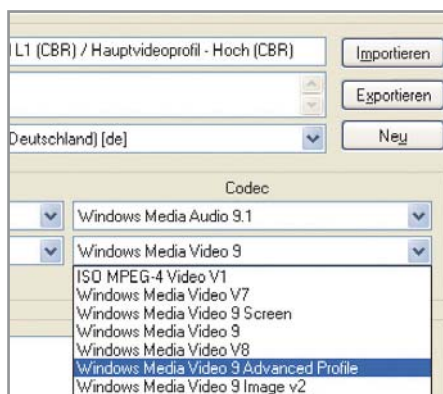 L1 (CBR) / Hauptvideoprofil - Hoch (CBR)
Importieren
Exportieren
Deutschland) [de]
Neu
Codec
Windows Media Audio 9.1
Windows Media Video 9
ISO MPEG-4 Video V1
Windows Media Video V7
Windows Media Video 9 Screen
Windows Media Video 9
Windows Media Video V8
Windows Media Video 9 Advanced Profile
Windows Media Video 9 Image v2